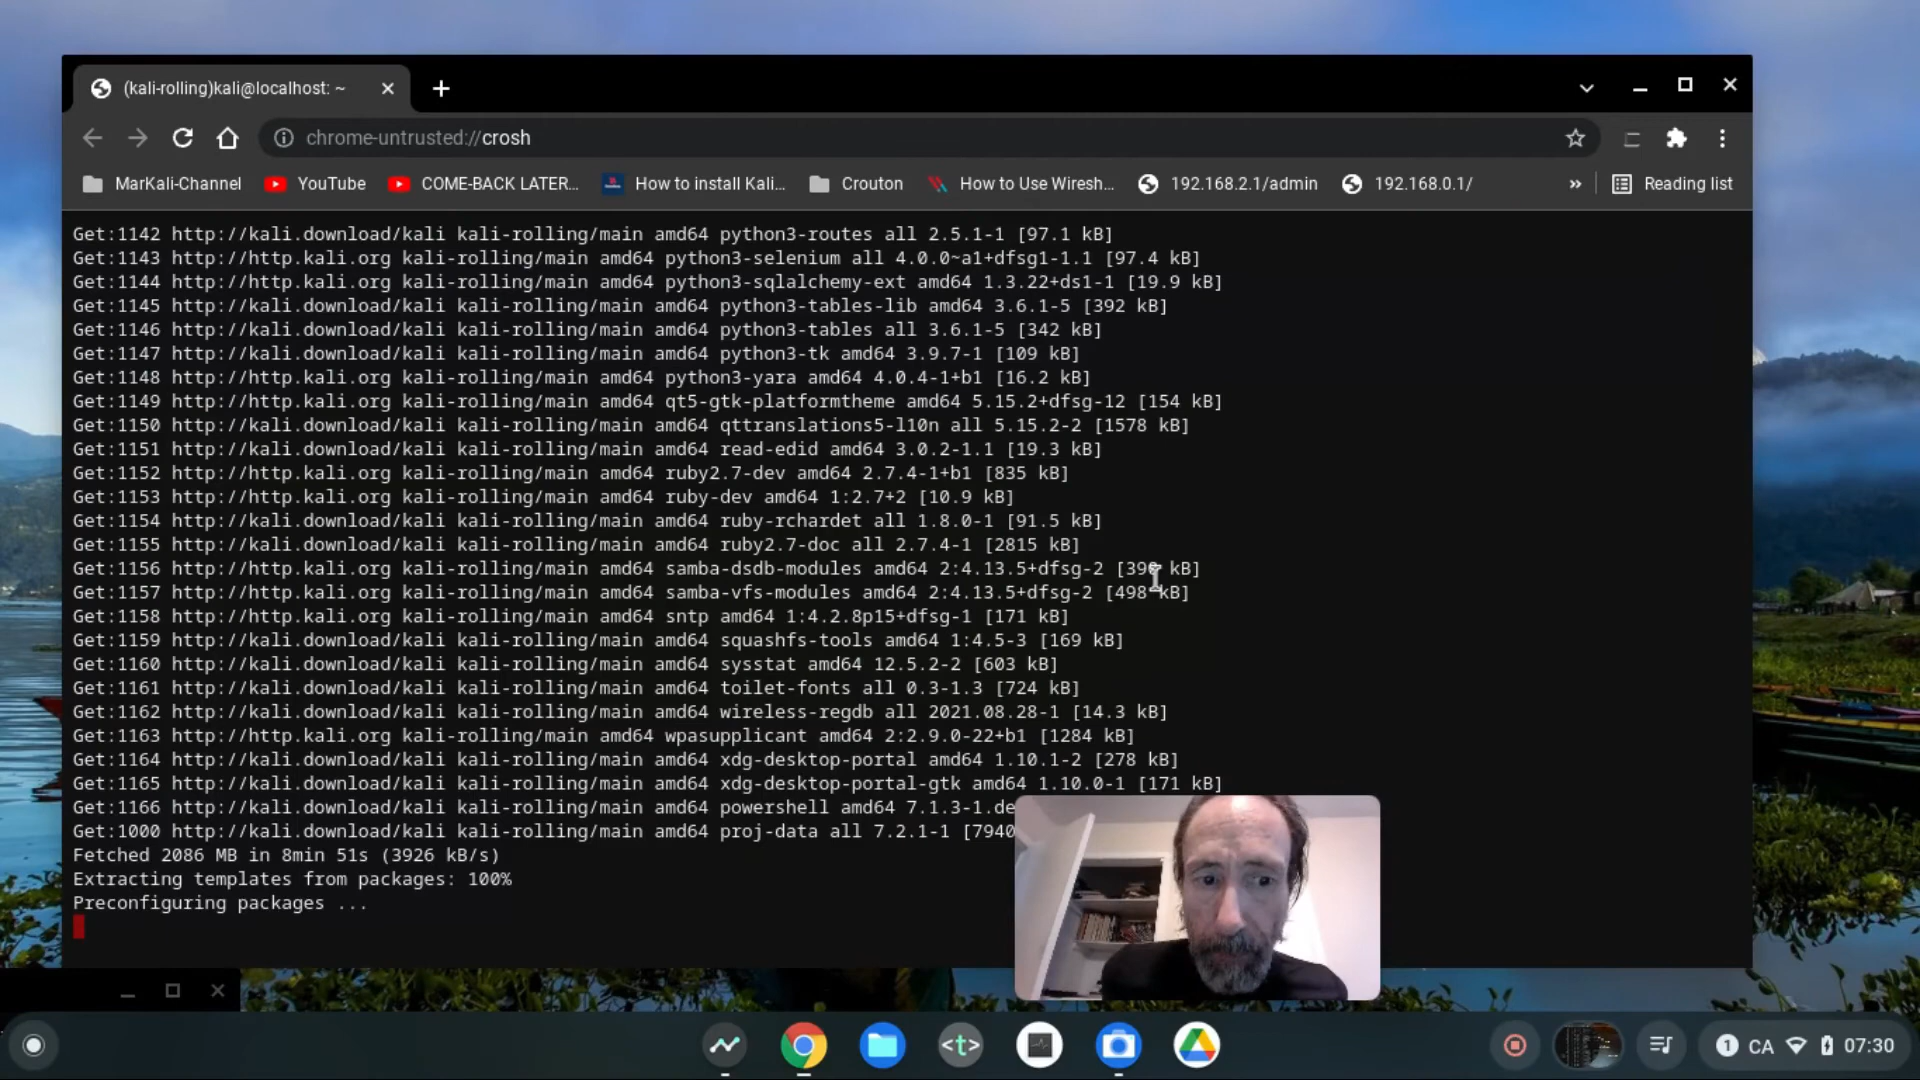 (kali-rolling)kali@localhost: ~
chrome-untrusted://crosh
MarKali-Channel YouTube COME-BACK LATER... How to install Kali... Crouton How to Use Wiresh... 192.168.2.1/admin 192.168.0.1/ » Reading list
Get:1142 http://kali.download/kali kali-rolling/main amd64 python3-routes all 2.5.1-1 [97.1 kB]
Get:1143 http://http.kali.org kali-rolling/main amd64 python3-selenium all 4.0.0~a1+dfsg1-1.1 [97.4 kB]
Get:1144 http://http.kali.org kali-rolling/main amd64 python3-sqlalchemy-ext amd64 1.3.22+ds1-1 [19.9 kB]
Get:1145 http://kali.download/kali kali-rolling/main amd64 python3-tables-lib amd64 3.6.1-5 [392 kB]
Get:1146 http://kali.download/kali kali-rolling/main amd64 python3-tables all 3.6.1-5 [342 kB]
Get:1147 http://kali.download/kali kali-rolling/main amd64 python3-tk amd64 3.9.7-1 [109 kB]
Get:1148 http://http.kali.org kali-rolling/main amd64 python3-yara amd64 4.0.4-1+b1 [16.2 kB]
Get:1149 http://http.kali.org kali-rolling/main amd64 qt5-gtk-platformtheme amd64 5.15.2+dfsg-12 [154 kB]
Get:1150 http://kali.download/kali kali-rolling/main amd64 qttranslations5-l10n all 5.15.2-2 [1578 kB]
Get:1151 http://kali.download/kali kali-rolling/main amd64 read-edid amd64 3.0.2-1.1 [19.3 kB]
Get:1152 http://http.kali.org kali-rolling/main amd64 ruby2.7-dev amd64 2.7.4-1+b1 [835 kB]
Get:1153 http://http.kali.org kali-rolling/main amd64 ruby-dev amd64 1:2.7+2 [10.9 kB]
Get:1154 http://kali.download/kali kali-rolling/main amd64 ruby-rchardet all 1.8.0-1 [91.5 kB]
Get:1155 http://kali.download/kali kali-rolling/main amd64 ruby2.7-doc all 2.7.4-1 [2815 kB]
Get:1156 http://http.kali.org kali-rolling/main amd64 samba-dsdb-modules amd64 2:4.13.5+dfsg-2 kB]
Get:1157 http://http.kali.org kali-rolling/main amd64 samba-vfs-modules amd64 2:4.13.5+dfsg-2 [498 kB]
Get:1158 http://http.kali.org kali-rolling/main amd64 sntp amd64 1:4.2.8p15+dfsg-1 [171 kB]
Get:1159 http://kali.download/kali kali-rolling/main amd64 squashfs-tools amd64 1:4.5-3 [169 kB]
Get:1160 http://kali.download/kali kali-rolling/main amd64 sysstat amd64 12.5.2-2 [603 kB]
Get:1161 http://kali.download/kali kali-rolling/main amd64 toilet-fonts all 0.3-1.3 [724 kB]
Get:1162 http://kali.download/kali kali-rolling/main amd64 wireless-regdb all 2021.08.28-1 [14.3 kB]
Get:1163 http://http.kali.org kali-rolling/main amd64 wpasupplicant amd64 2:2.9.0-22+b1 [1284 kB]
Get:1164 http://kali.download/kali kali-rolling/main amd64 xdg-desktop-portal amd64 1.10.1-2 [278 kB]
Get:1165 http://kali.download/kali kali-rolling/main amd64 xdg-desktop-portal-gtk amd64 1.10.0-1 [171 kB]
Get:1166 http://kali.download/kali kali-rolling/main amd64 powershell amd64 7.1.3-1.de
Get:1000 http://kali.download/kali kali-rolling/main amd64 proj-data all 7.2.1-1 [7940
Fetched 2086 MB in 8min 51s (3926 kB/s)
Extracting templates from packages: 100%
Preconfiguring packages ...
<t> 1 CA 07:30